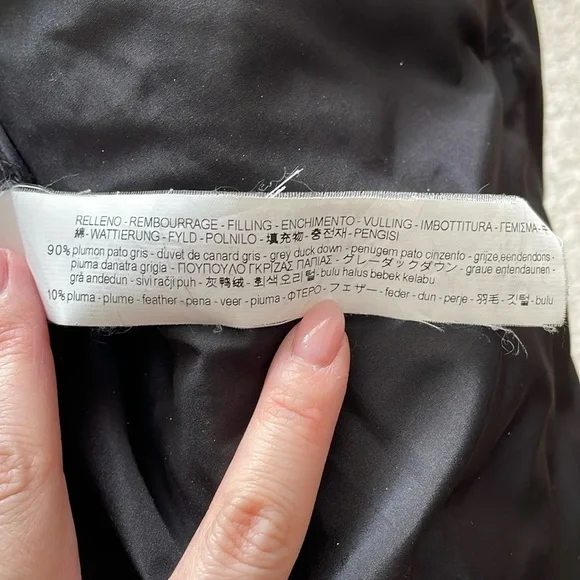 RELLENO - REMBOURRAGE - FILLING - ENCHIMENTO - VULLING - IMBOTTITURA - ΓΕΜΙΣΜΑ -
綿 - WATTIERUNG - FYLD - POLNILO - 填充物 - 충전재 - PENGISI
90% plumon pato gris - duvet de canard gris - grey duck down - penugem pato cinzento - grijze,eendendons -
piuma danatra grigia - ΠΟΥΠΟΥΛΟ ΓΚΡΙΖΑΣ ΠΑΠΙΑΣ - グレーダックダウン - graue entendaunen -
grå andedun - sivi račji puh - 灰鸭绒 - 회색오리털 - bulu halus bebek kelabu
10% pluma - plume - feather - pena - veer - piuma - ΦΤΕΡΟ - フェザー - feder - dun - perje - 羽毛 - 깃털 - bulu